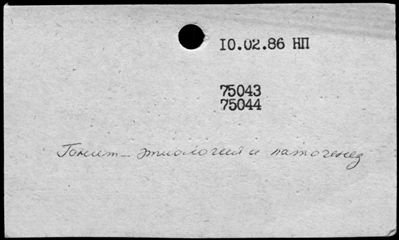 10.02.86 НП
75043
75044
Гонит - этиология и патогенез